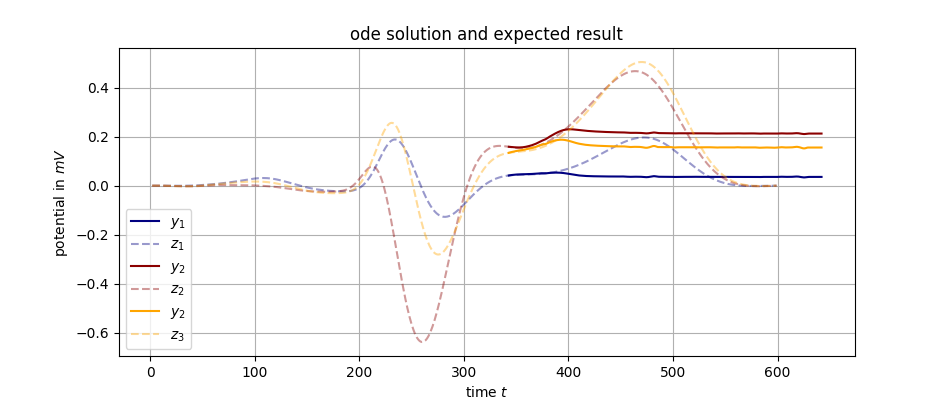 ode solution and expected result
potential in mV
0.4
0.2
0.0
−0.2
−0.4
−0.6
y1
z1
y2
z2
y2
z3
0 100 200 300 400 500 600
time t